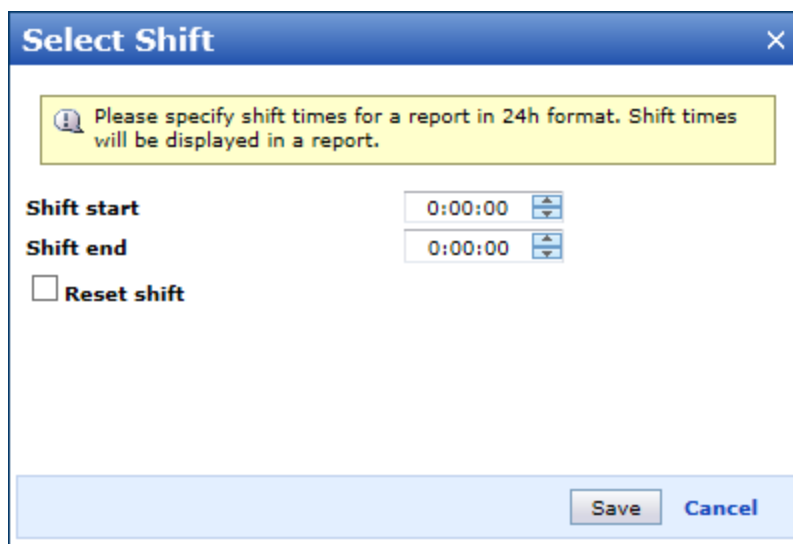 Select Shift
Please specify shift times for a report in 24h format. Shift times
will be displayed in a report.
Shift start 0:00:00
Shift end 0:00:00
Reset shift
Save Cancel